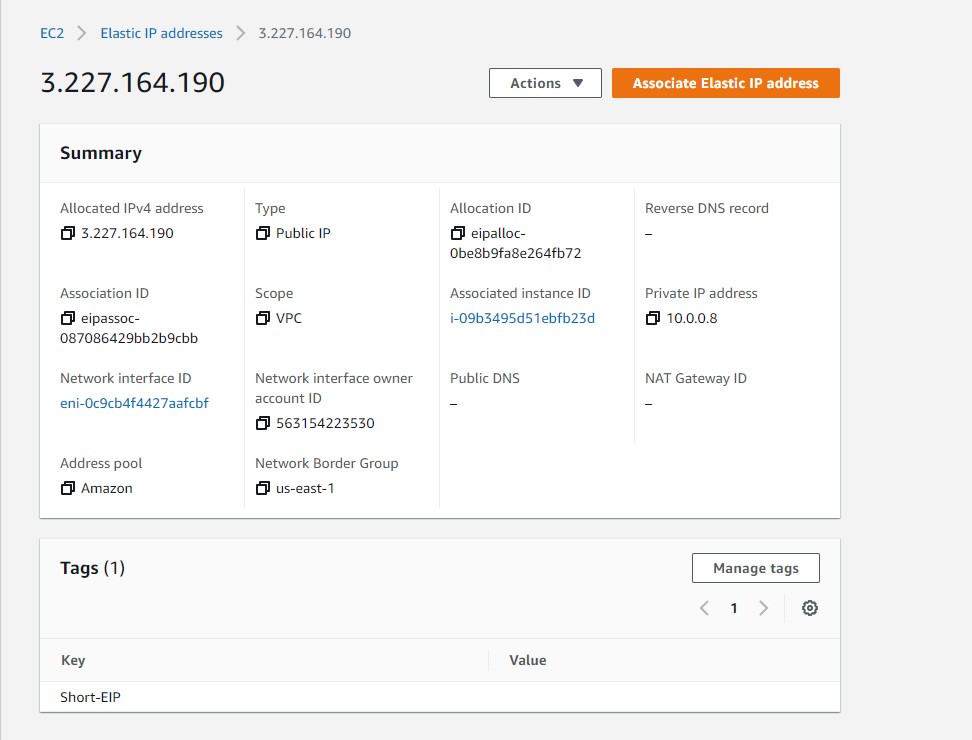 EC2 > Elastic IP addresses > 3.227.164.190
3.227.164.190
Actions ▼
Associate Elastic IP address
Summary
Allocated IPv4 address
3.227.164.190
Type
Public IP
Allocation ID
eipalloc-
0be8b9fa8e264fb72
Reverse DNS record
–
Association ID
eipassoc-
087086429bb2b9cbb
Scope
VPC
Associated instance ID
i-09b3495d51ebfb23d
Private IP address
10.0.0.8
Network interface ID
eni-0c9cb4f4427aafcbf
Network interface owner
account ID
563154223530
Public DNS
–
NAT Gateway ID
–
Address pool
Amazon
Network Border Group
us-east-1
Tags (1)
Manage tags
< 1 >
Key
Value
Short-EIP